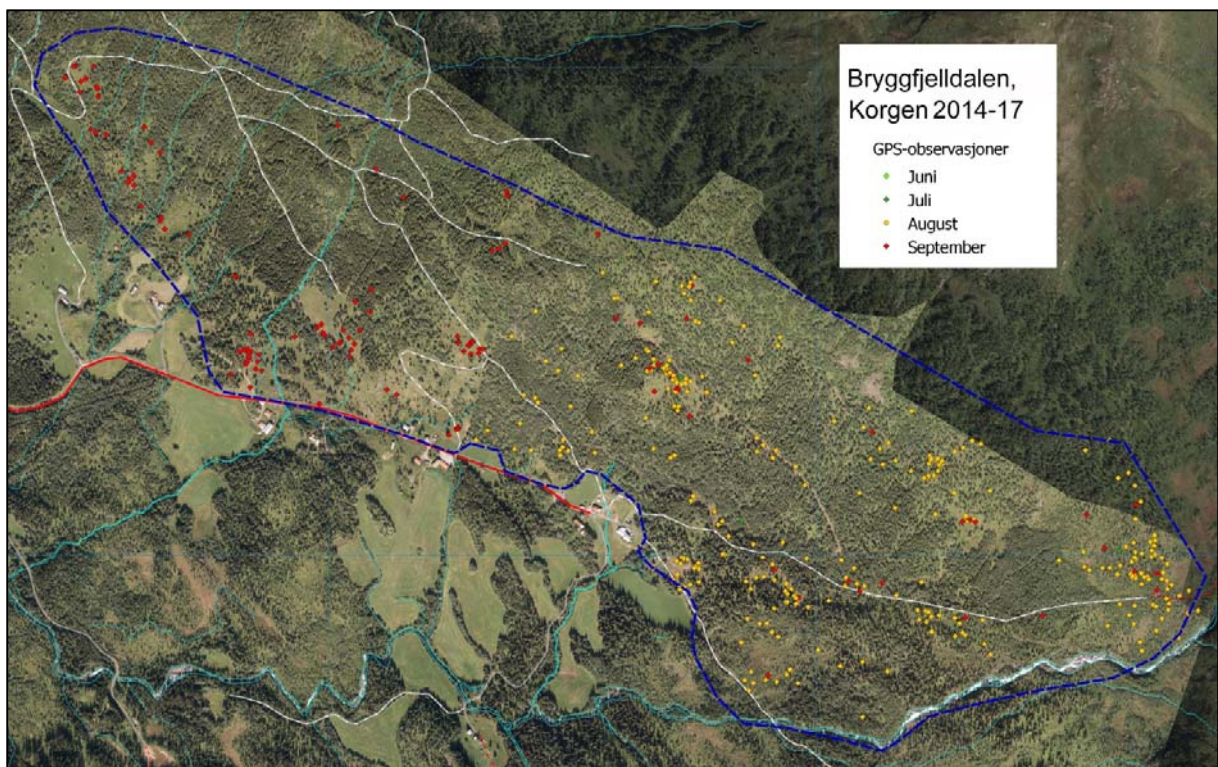 Bryggfjelldalen,
Korgen 2014-17
GPS-observasjoner
Juni
Juli
August
September